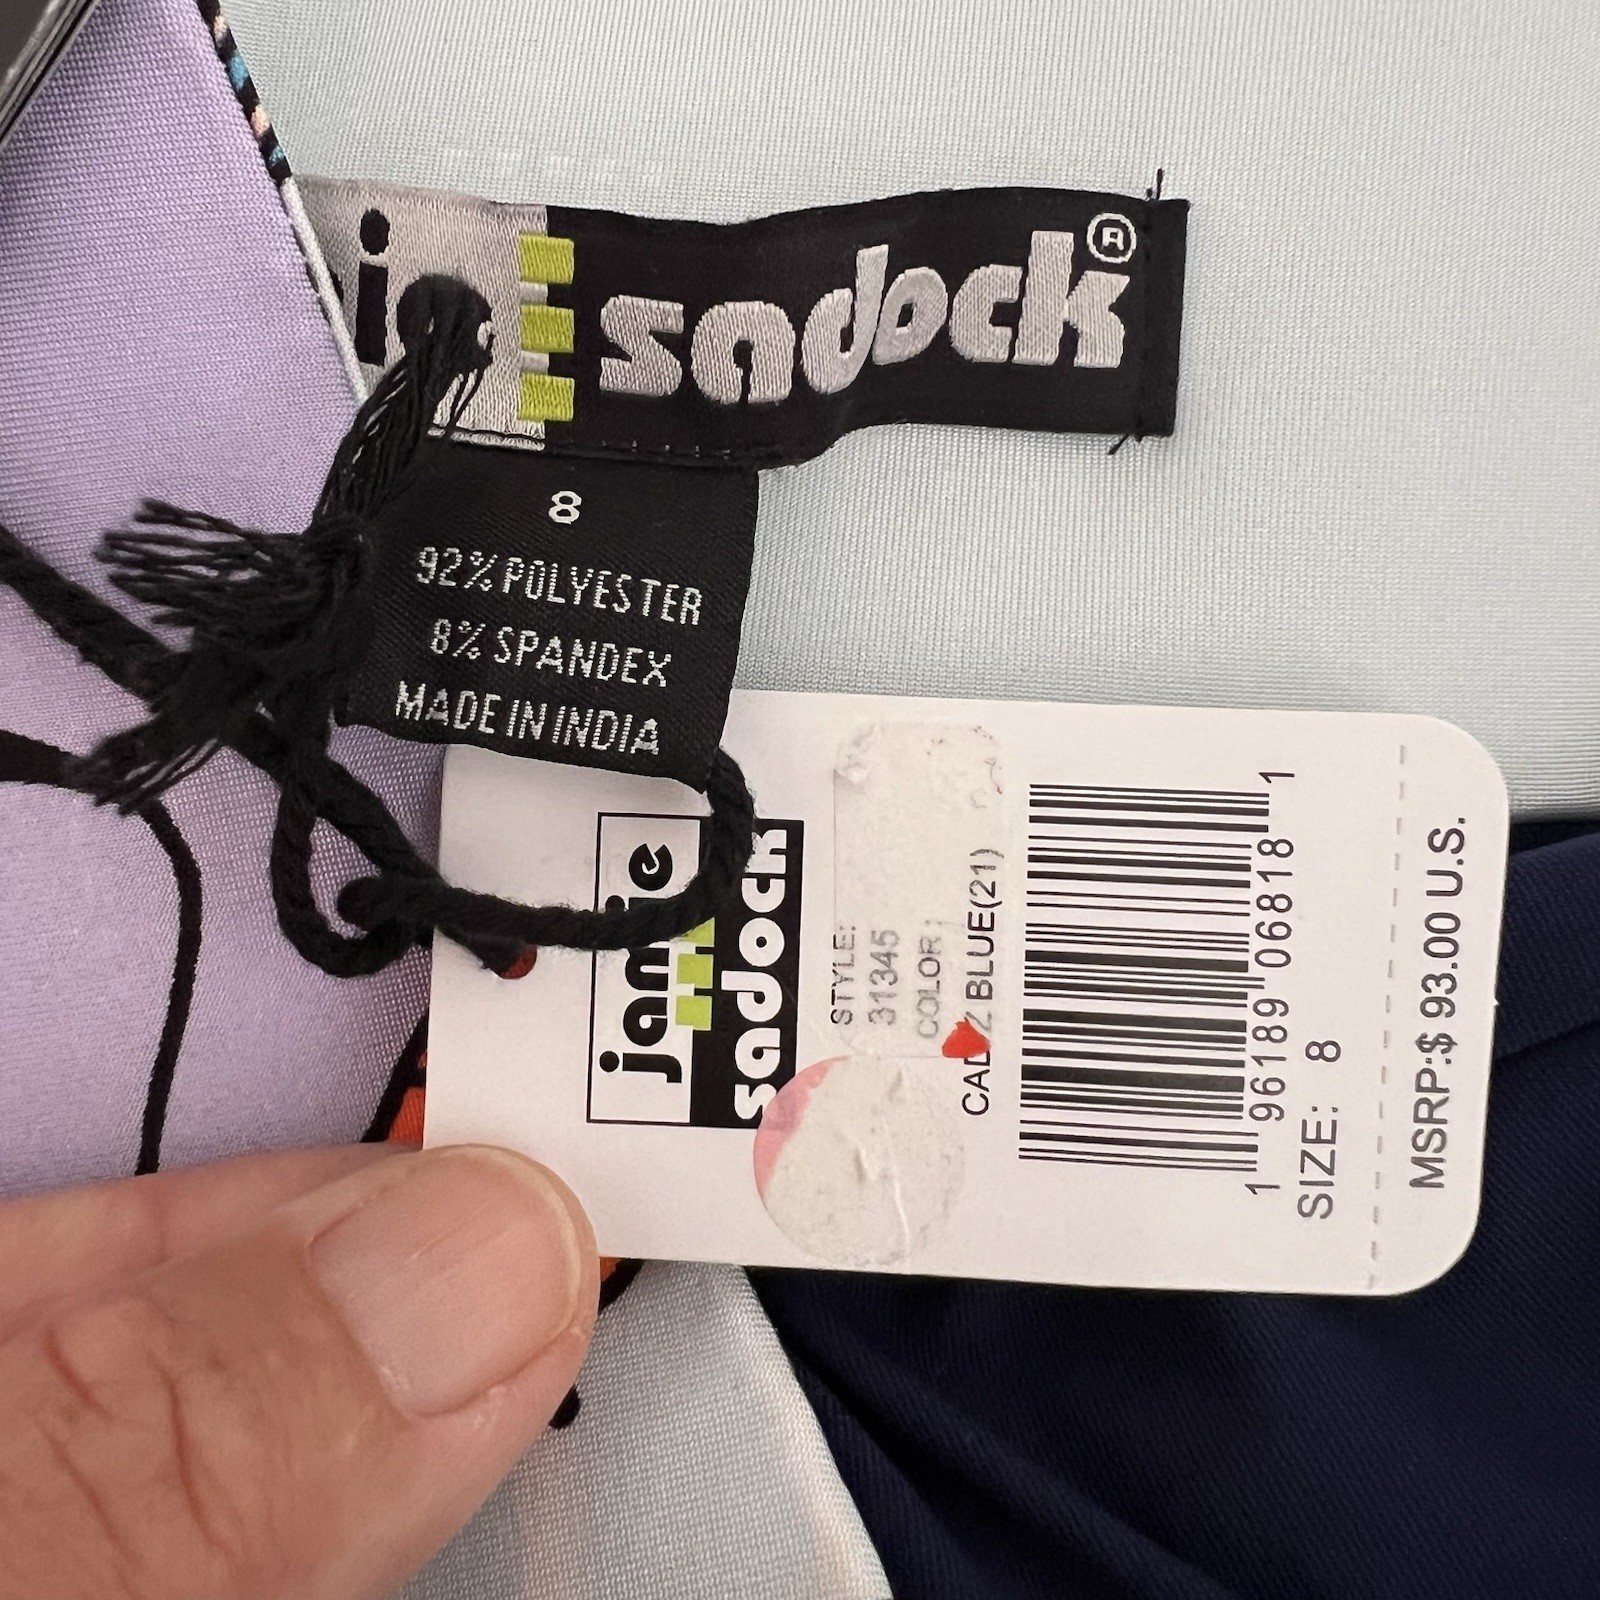 sadock®
8
92% POLYESTER
8% SPANDEX
MADE IN INDIA
jamie
sadock
STYLE:
31345
COLOR:
BLUE(21)
1 96189 06818 1
SIZE: 8
MSRP:$ 93.00 U.S.